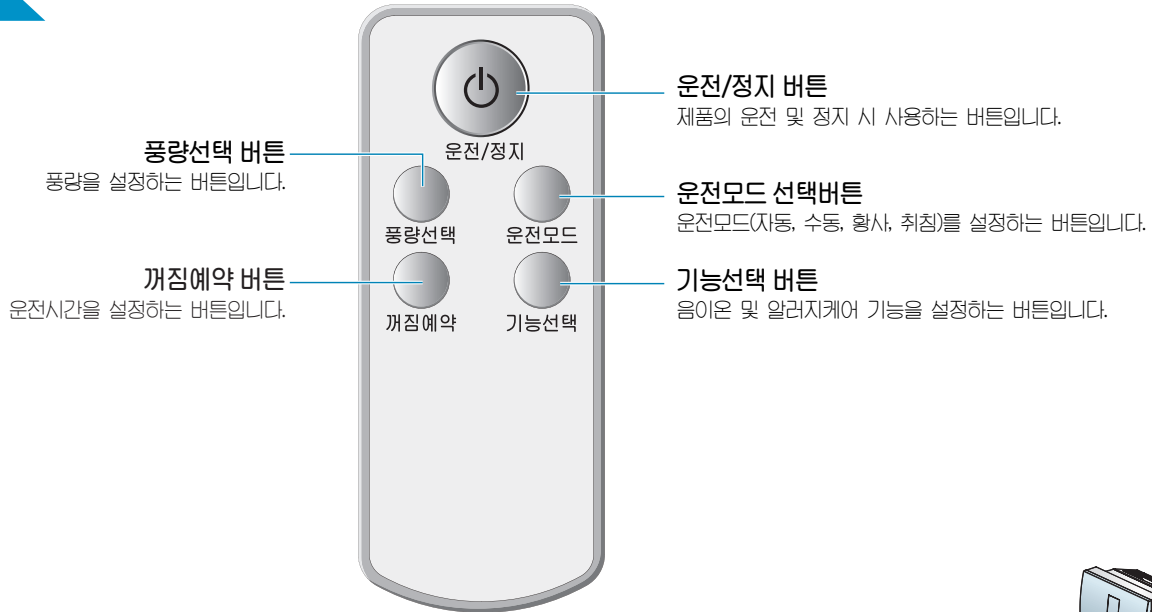 운전/정지 버튼
제품의 운전 및 정지 시 사용하는 버튼입니다.
풍량선택 버튼
풍량을 설정하는 버튼입니다.
운전/정지
운전모드 선택버튼
운전모드(자동, 수동, 황사, 취침)를 설정하는 버튼입니다.
풍량선택
운전모드
꺼짐예약 버튼
운전시간을 설정하는 버튼입니다.
기능선택 버튼
음이온 및 알러지케어 기능을 설정하는 버튼입니다.
꺼짐예약
기능선택